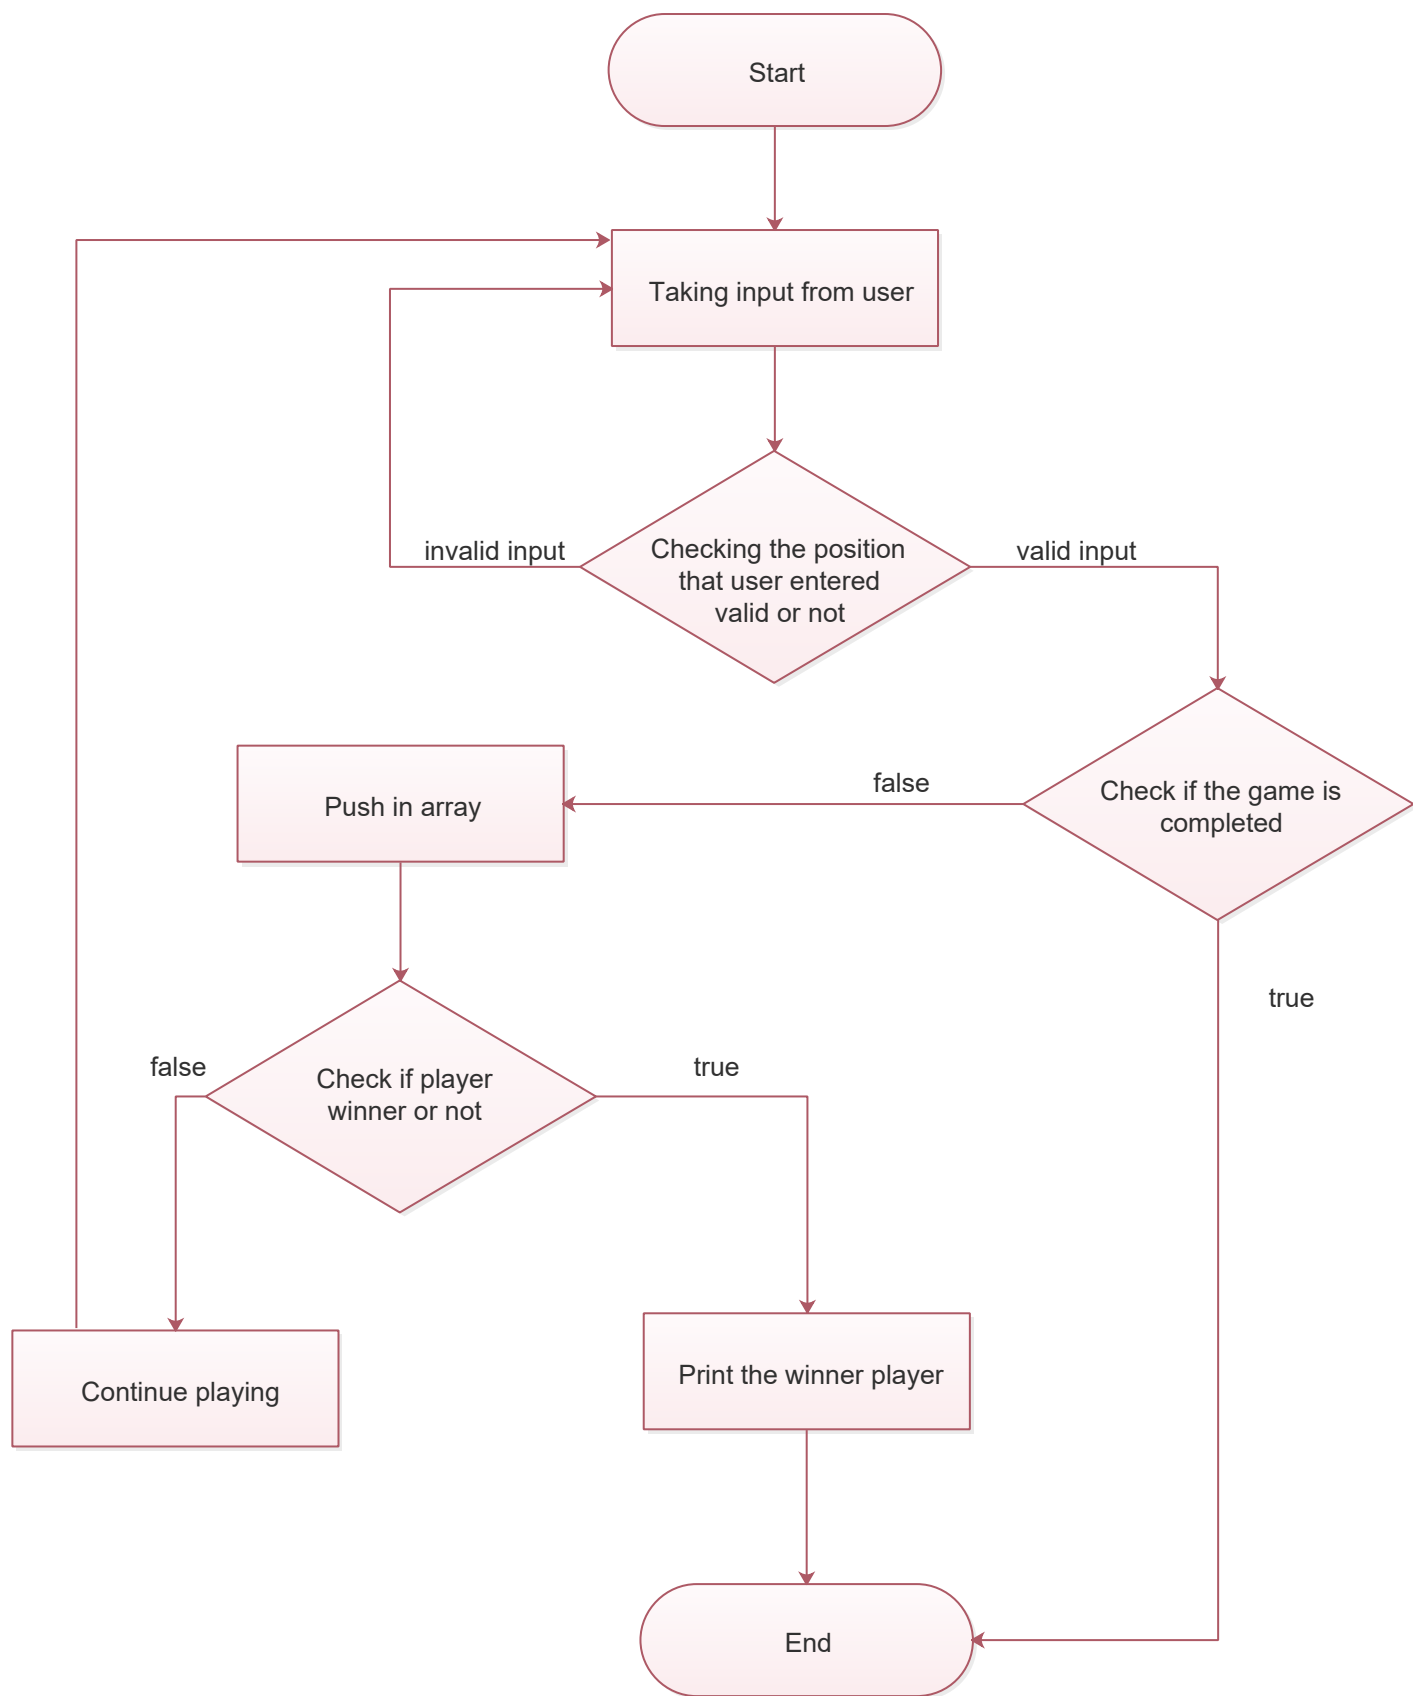 Start
Taking input from user
invalid input
Checking the position
that user entered
valid or not
valid input
Push in array
false
Check if the game is
completed
true
false
Check if player
winner or not
true
Continue playing
Print the winner player
End